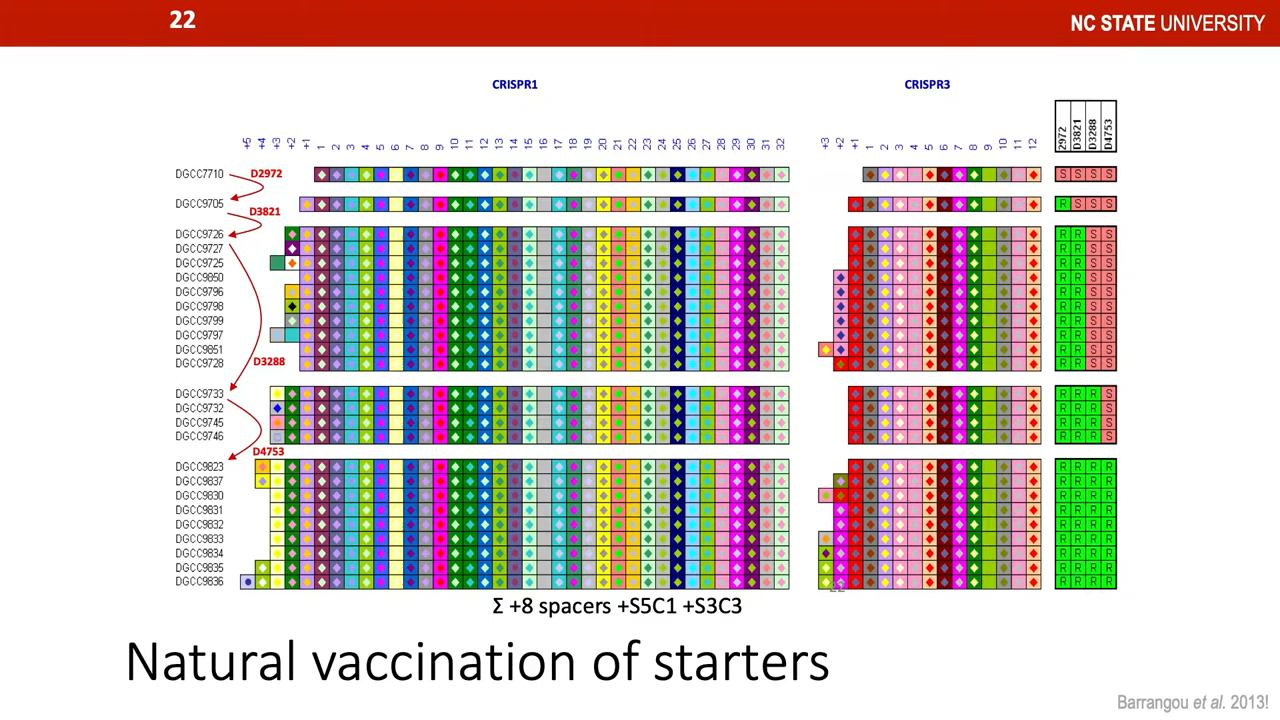 22
NC STATE UNIVERSITY
CRISPR1
CRISPR3
+5 +4 +3 +2 +1 1 2 3 4 5 6 7 8 9 10 11 12 13 14 15 16 17 18 19 20 21 22 23 24 25 26 27 28 29 30 31 32
+3 +2 +1 1 2 3 4 5 6 7 8 9 10 11 12
2972 D3821 D3288 D4753
DGCC7710 D2972 S S S S
DGCC9705 R S S S
D3821
DGCC9726 R R S S
DGCC9727 R R S S
DGCC9725 R R S S
DGCC9850 R R S S
DGCC9796 R R S S
DGCC9798 R R S S
DGCC9799 R R S S
DGCC9797 R R S S
DGCC9851 R R S S
DGCC9728 D3288 R R S S
DGCC9733 R R R S
DGCC9732 R R R S
DGCC9745 R R R S
DGCC9746 R R R S
D4753
DGCC9823 R R R R
DGCC9837 R R R R
DGCC9830 R R R R
DGCC9831 R R R R
DGCC9832 R R R R
DGCC9833 R R R R
DGCC9834 R R R R
DGCC9835 R R R R
DGCC9836 R R R R
Σ +8 spacers +S5C1 +S3C3
Natural vaccination of starters
Barrangou et al. 2013!